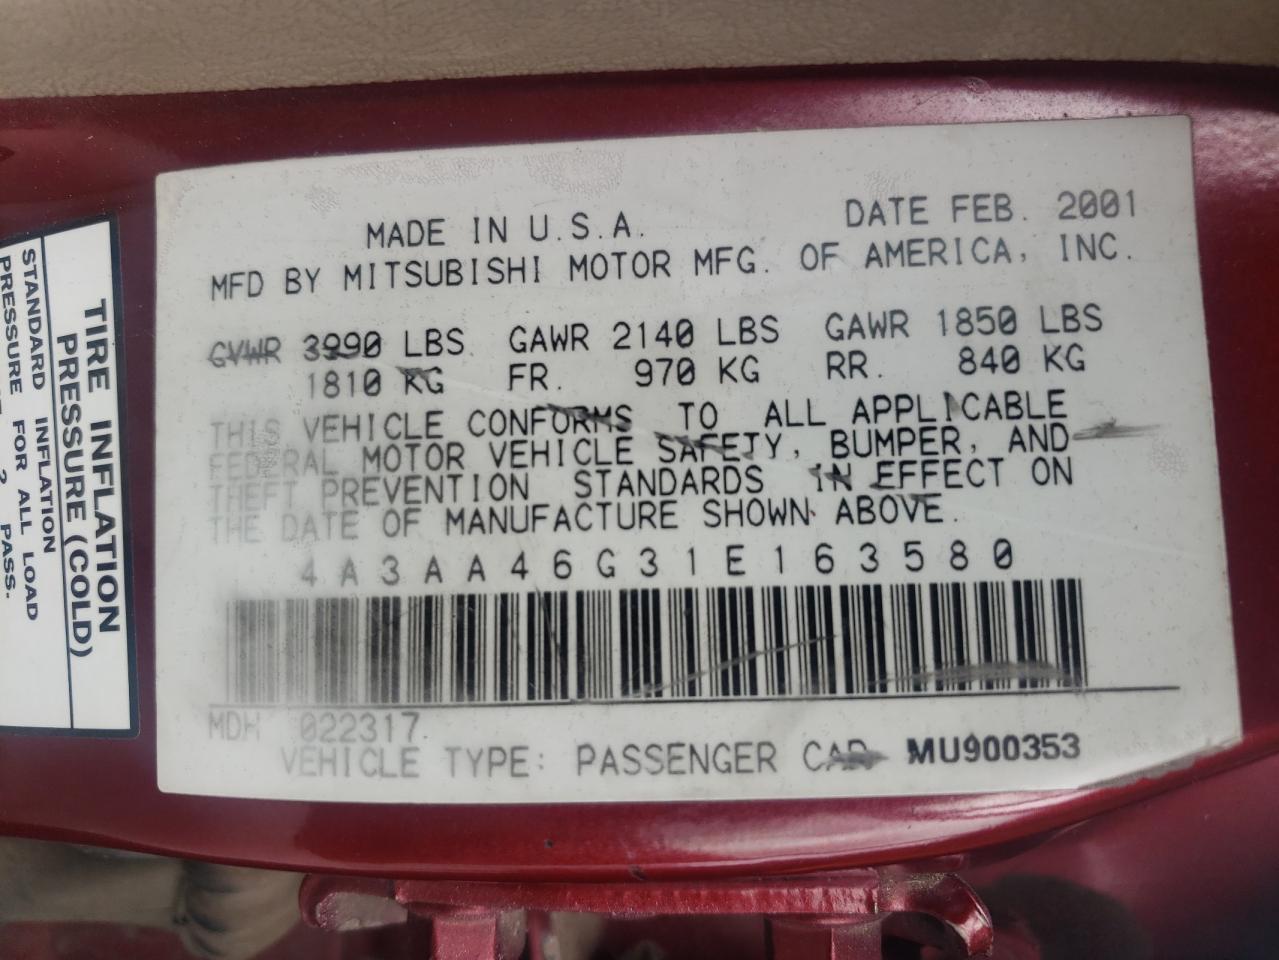 MADE IN U.S.A. DATE FEB. 2001
MFD BY MITSUBISHI MOTOR MFG. OF AMERICA, INC.
GVWR 3990 LBS GAWR 2140 LBS GAWR 1850 LBS
1810 KG FR. 970 KG RR. 840 KG
THIS VEHICLE CONFORMS TO ALL APPLICABLE
FEDERAL MOTOR VEHICLE SAFETY, BUMPER, AND
THEFT PREVENTION STANDARDS IN EFFECT ON
THE DATE OF MANUFACTURE SHOWN ABOVE.
4A3AA46G31E163580
MDH 022317
VEHICLE TYPE: PASSENGER CAR MU900353
TIRE INFLATION
PRESSURE (COLD)
STANDARD INFLATION
PRESSURE FOR ALL LOAD
2 PASS.